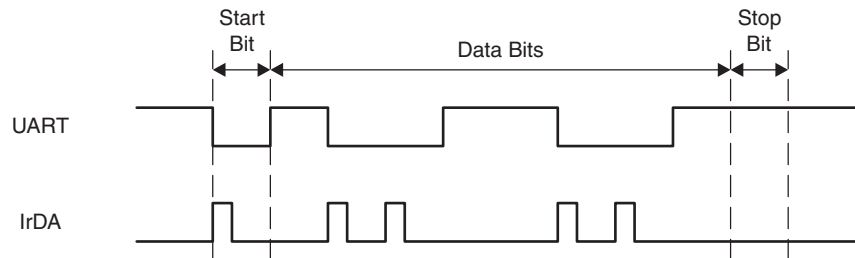 Start
Bit
Data Bits
Stop
Bit
UART
IrDA